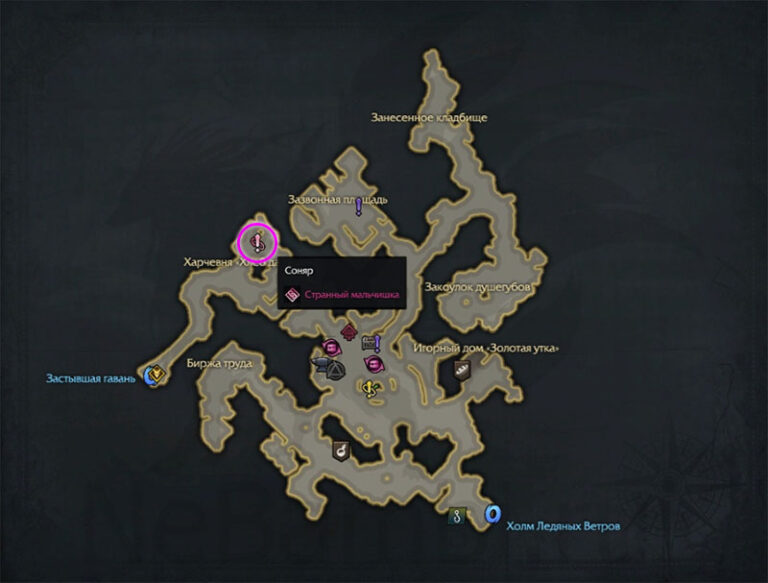 Занесенное кладбище
Зазвонная площадь
Харчевня «Хле
Соняр
Странный мальчишка
Закоулок душегубов
Игорный дом «Золотая утка»
Биржа труда
Застывшая гавань
Холм Ледяных Ветров